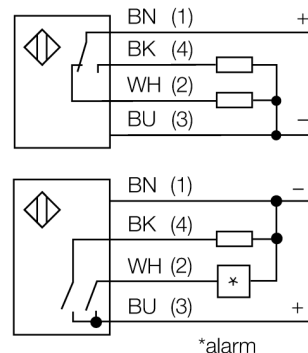 BN (1) +
BK (4)
WH (2)
BU (3) –
BN (1) –
BK (4)
WH (2)
*
BU (3) +
*alarm